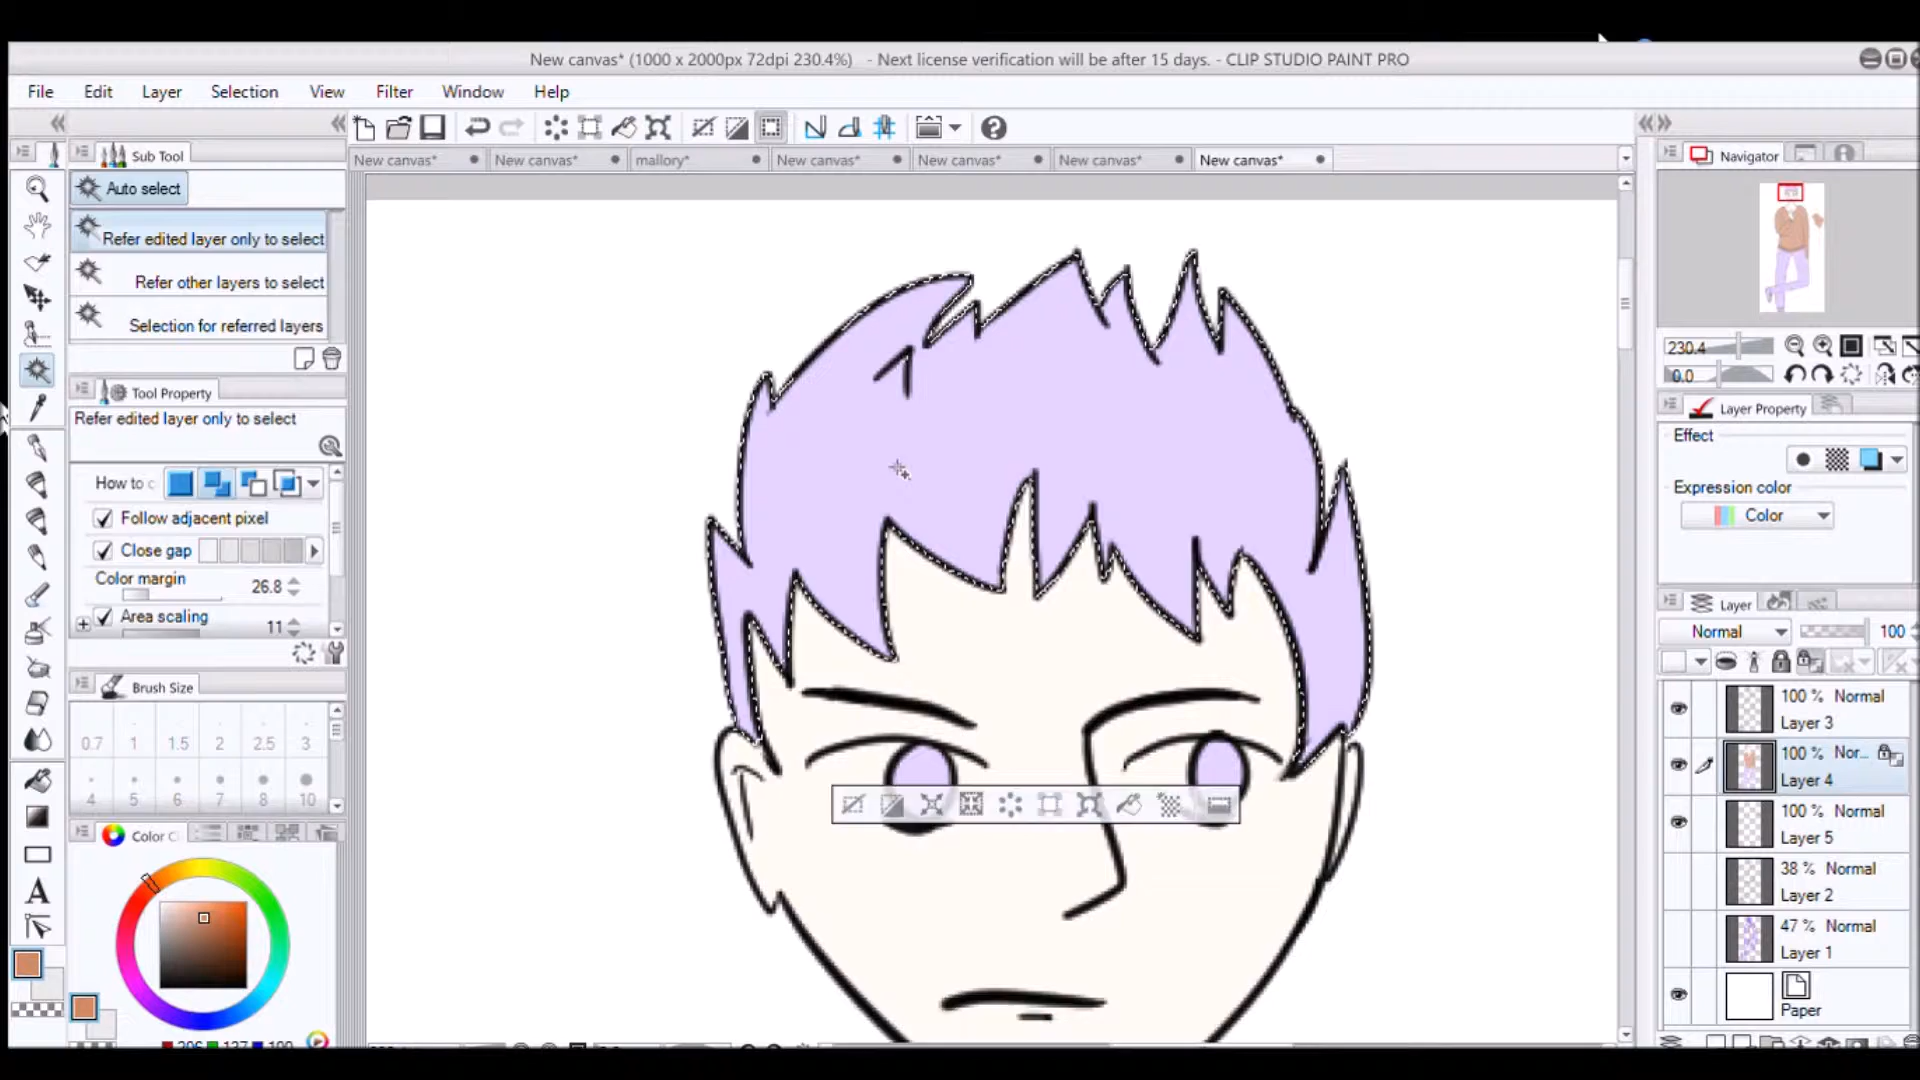 New canvas* (1000 x 2000px 72dpi 230.4%)   - Next license verification will be after 15 days. - CLIP STUDIO PAINT PRO
File Edit Layer Selection View Filter Window Help
New canvas* New canvas* mallory* New canvas* New canvas* New canvas* New canvas*
Sub Tool
Auto select
Refer edited layer only to select
Refer other layers to select
Selection for referred layers
Tool Property
Refer edited layer only to select
How to c
Follow adjacent pixel
Close gap
Color margin 26.8
Area scaling 11
Brush Size
0.7 1 1.5 2 2.5 3
4 5 6 7 8 10
Color C
A
Navigator
230.4
0.0
Layer Property
Effect
Expression color
Color
Layer
Normal 100
100 % Normal
Layer 3
100 % Nor...
Layer 4
100 % Normal
Layer 5
38 % Normal
Layer 2
47 % Normal
Layer 1
Paper